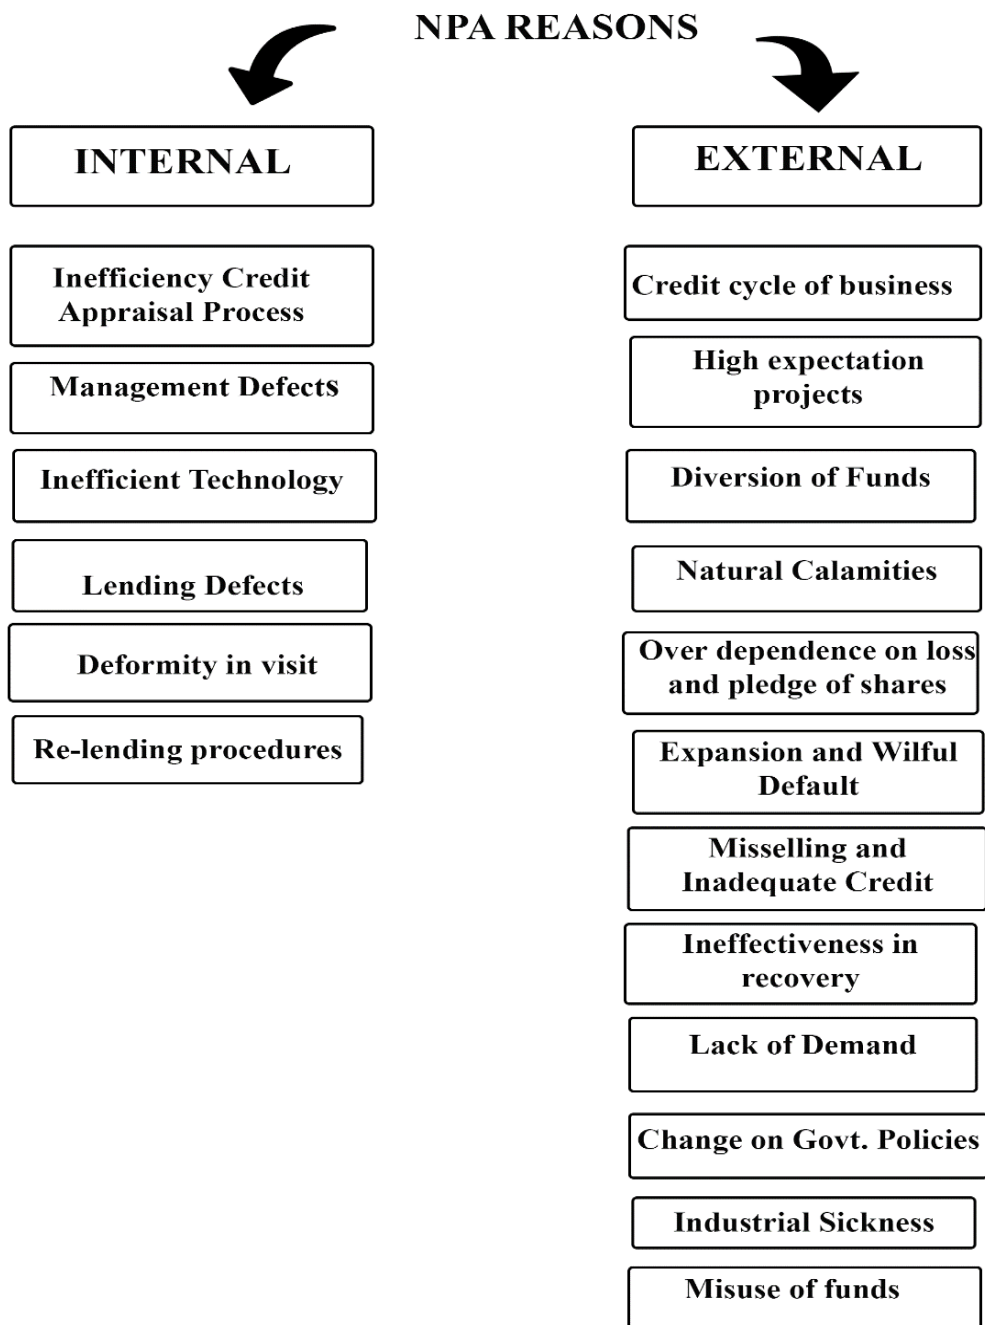 NPA REASONS
INTERNAL
Inefficiency Credit
Appraisal Process
Management Defects
Inefficient Technology
Lending Defects
Deformity in visit
Re-lending procedures
EXTERNAL
Credit cycle of business
High expectation
projects
Diversion of Funds
Natural Calamities
Over dependence on loss
and pledge of shares
Expansion and Wilful
Default
Misselling and
Inadequate Credit
Ineffectiveness in
recovery
Lack of Demand
Change on Govt. Policies
Industrial Sickness
Misuse of funds